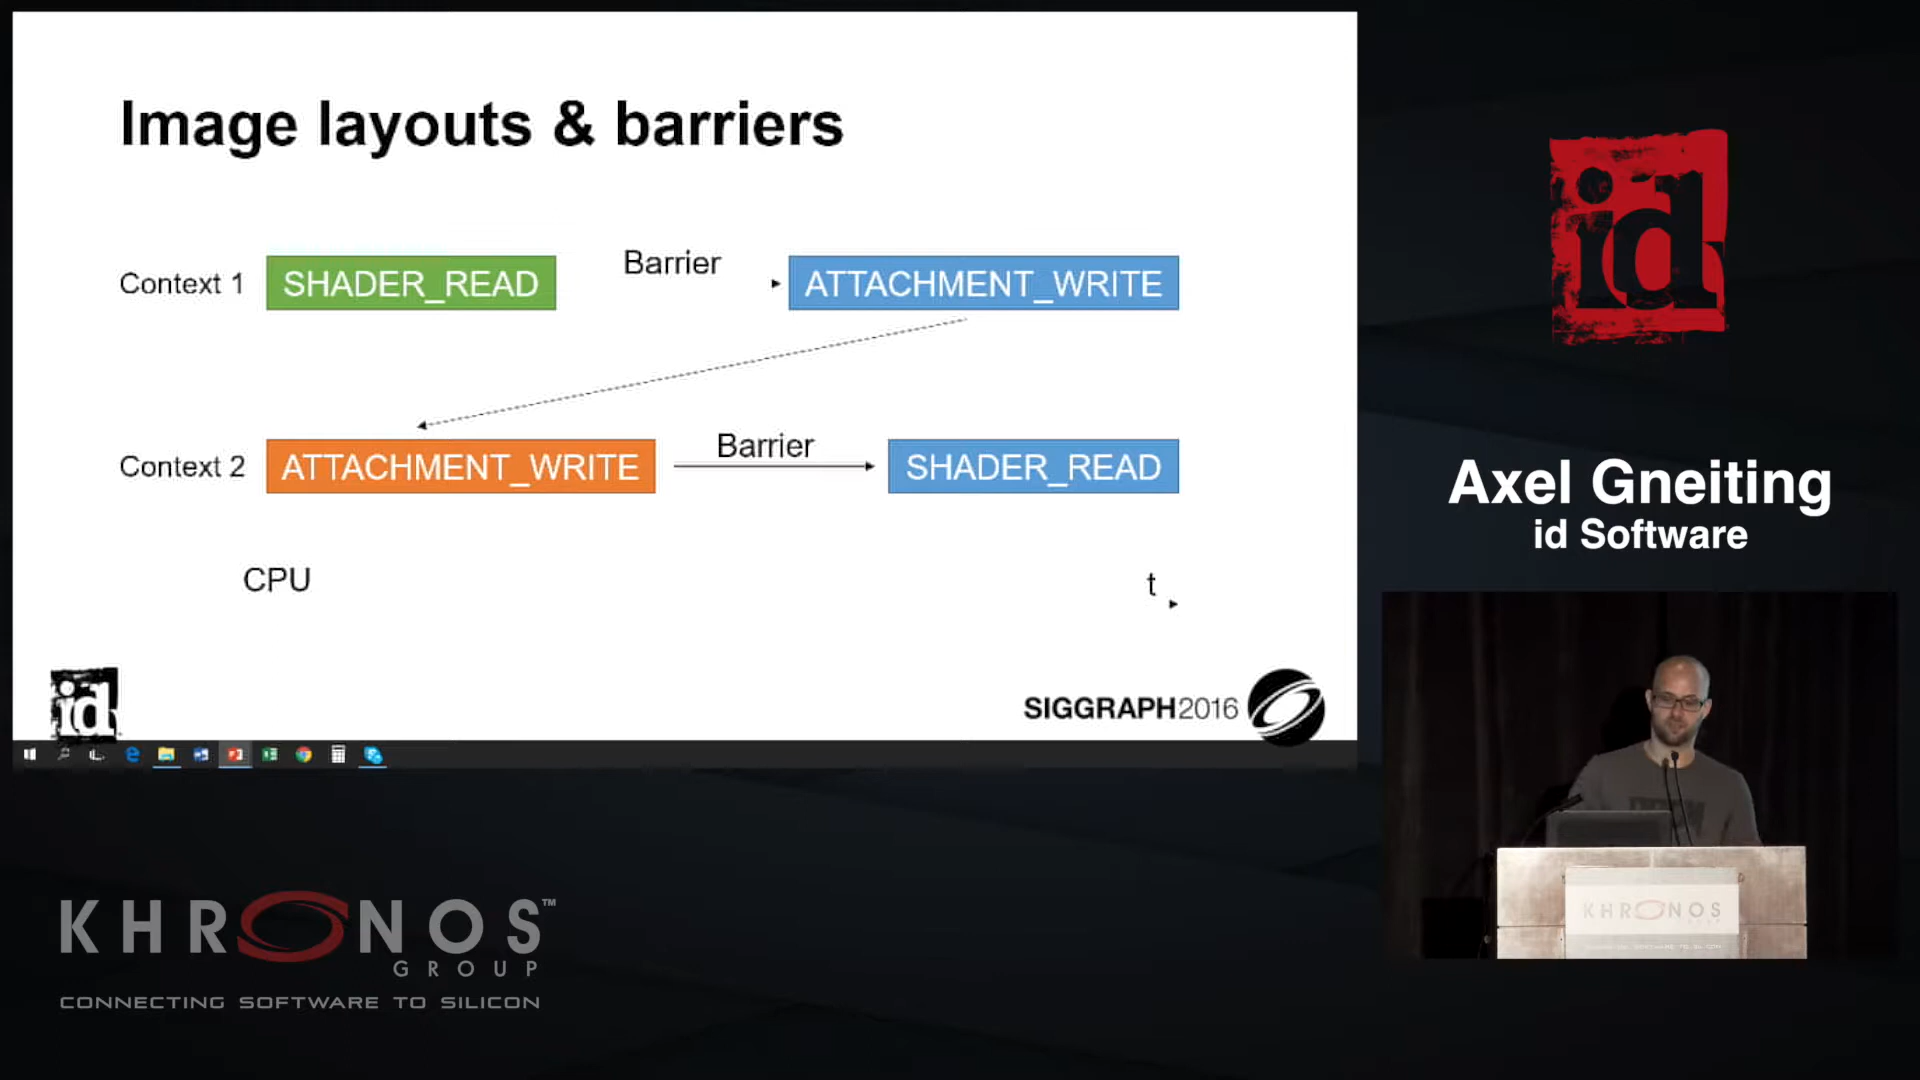 Image layouts & barriers
Context 1
SHADER_READ
Barrier
ATTACHMENT_WRITE
Context 2
ATTACHMENT_WRITE
Barrier
SHADER_READ
CPU
t
id
SIGGRAPH2016
id
Axel Gneiting
id Software
KHRONOS™
GROUP
CONNECTING SOFTWARE TO SILICON
KHRONOS